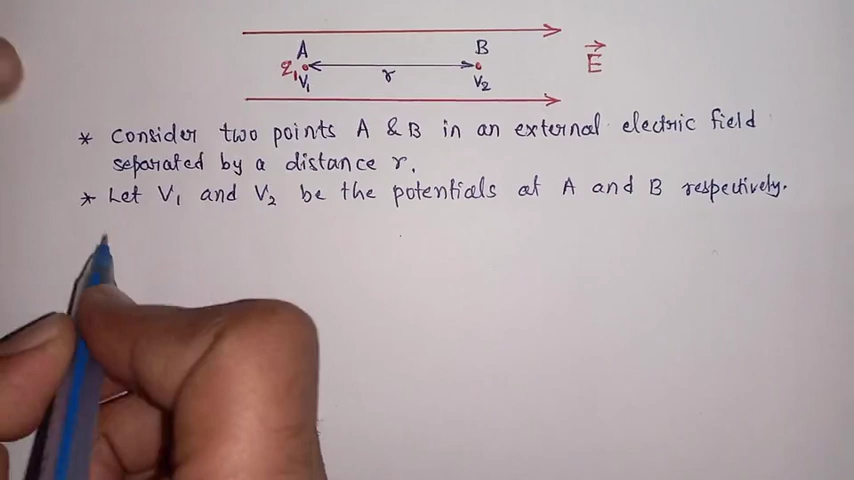 A B E
q₁ r
V₁ V₂
* Consider two points A & B in an external electric field
separated by a distance r.
* Let V₁ and V₂ be the potentials at A and B respectively.